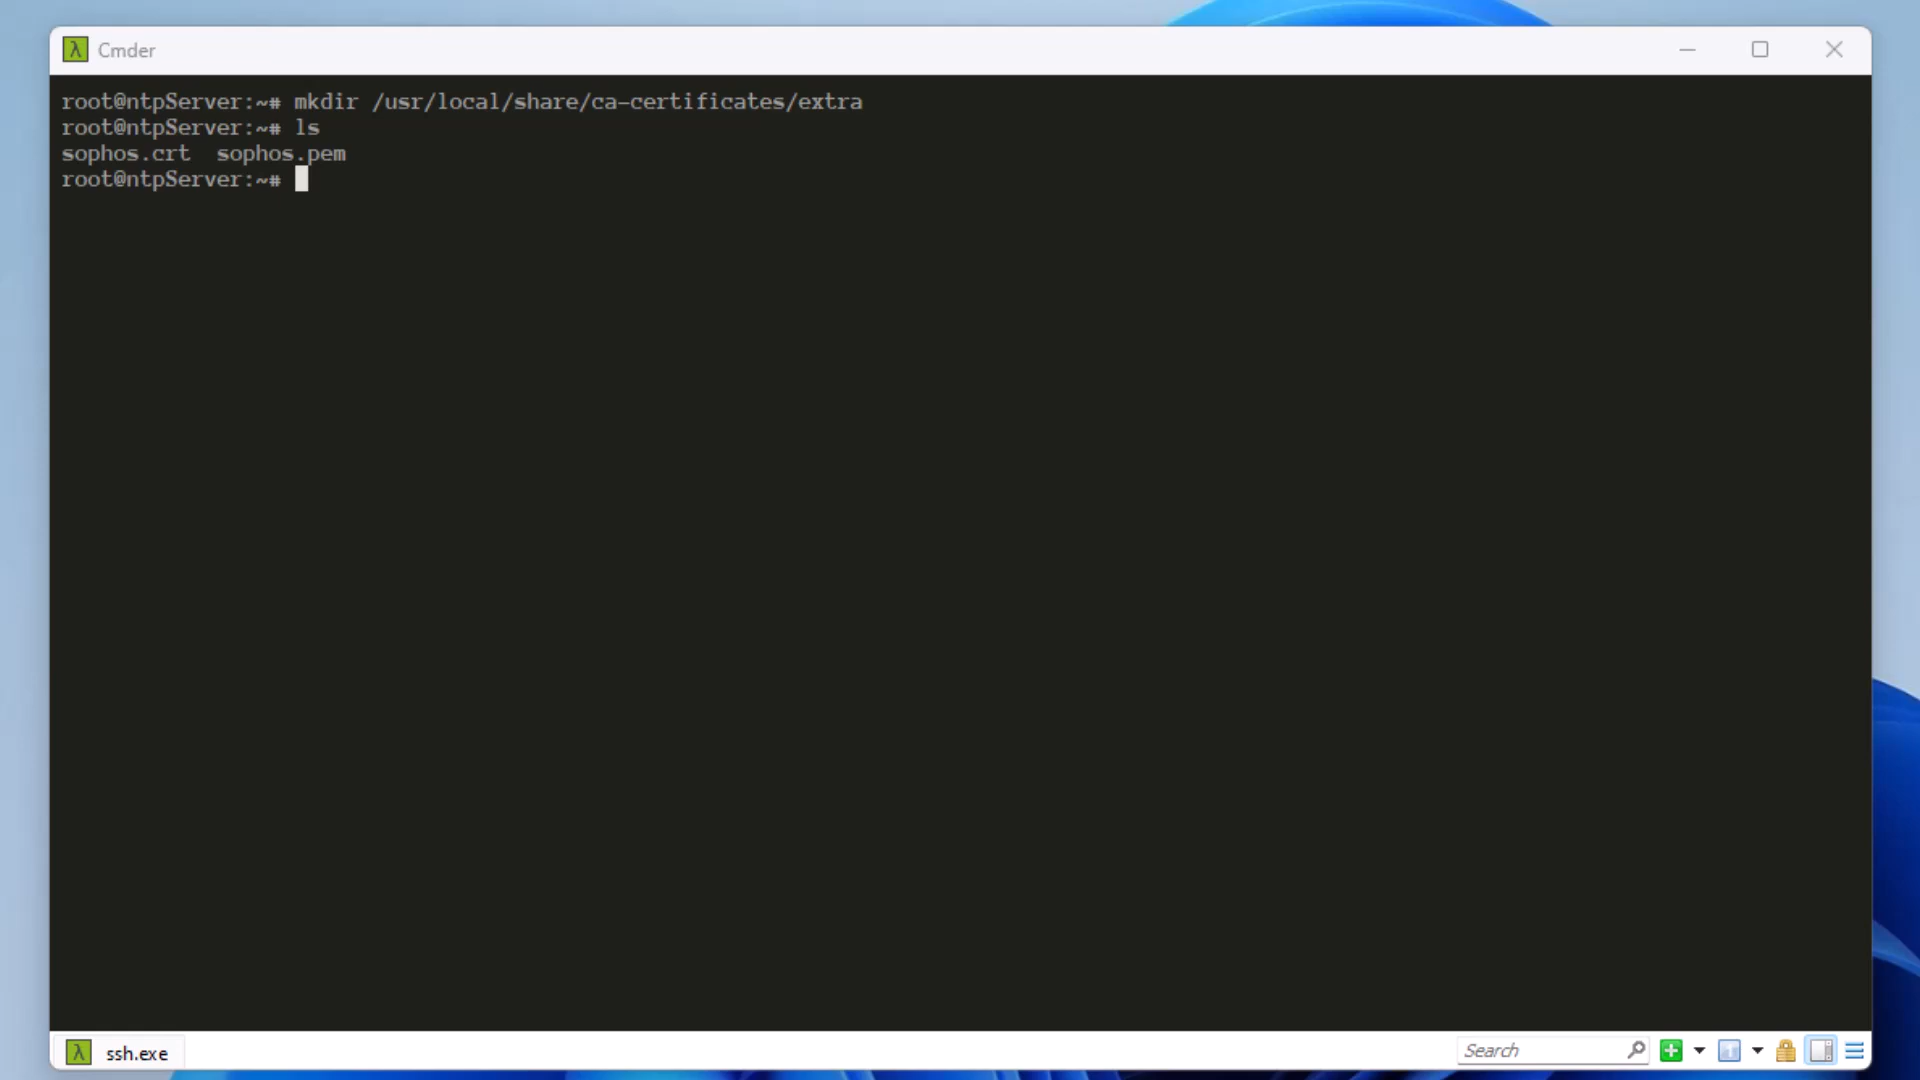 Cmder
root@ntpServer:~# mkdir /usr/local/share/ca-certificates/extra
root@ntpServer:~# ls
sophos.crt  sophos.pem
root@ntpServer:~#
ssh.exe
Search